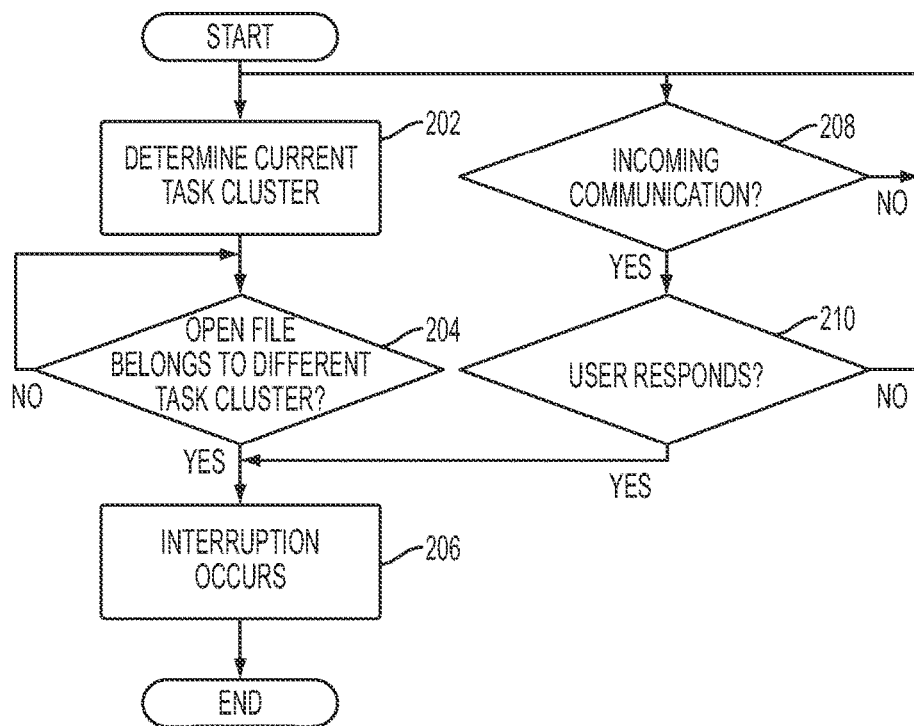 START
202
DETERMINE CURRENT
TASK CLUSTER
208
INCOMING
COMMUNICATION?
NO
YES
204
OPEN FILE
BELONGS TO DIFFERENT
TASK CLUSTER?
NO
YES
210
USER RESPONDS?
NO
YES
INTERRUPTION
OCCURS
206
END